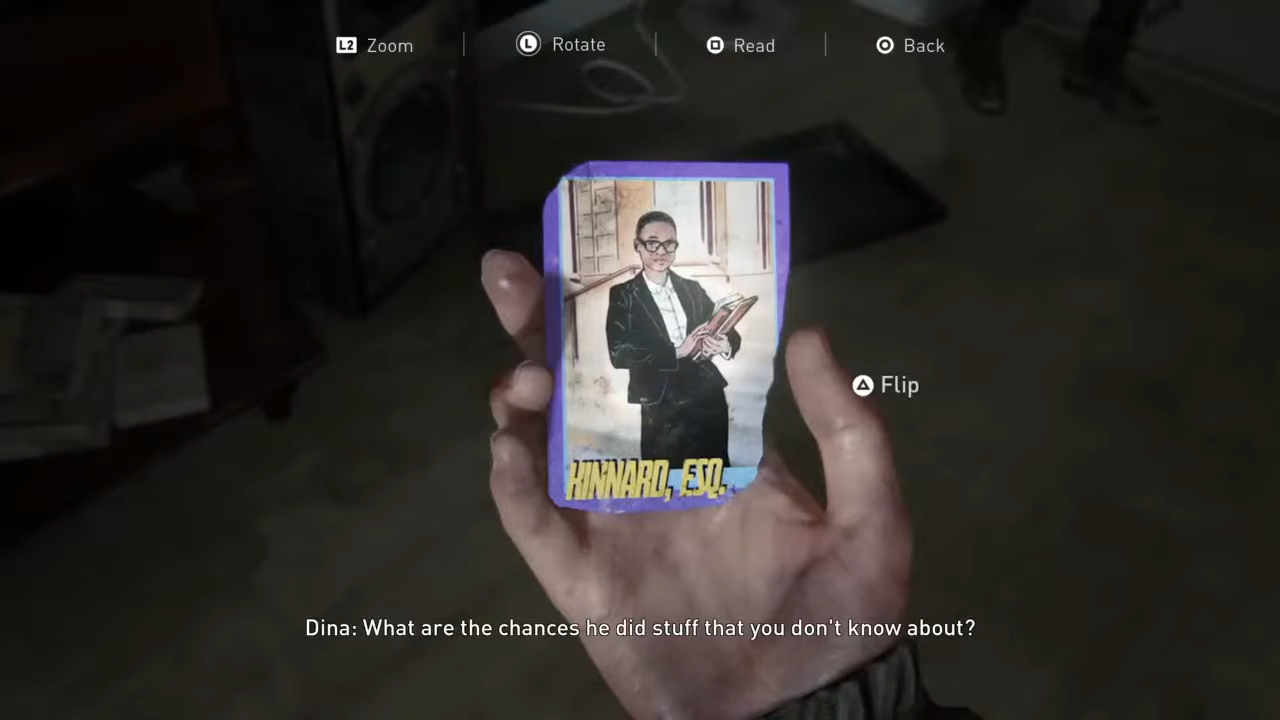 L2 Zoom
L Rotate
Read
Back
Flip
KINNARD, ESQ.
Dina: What are the chances he did stuff that you don't know about?